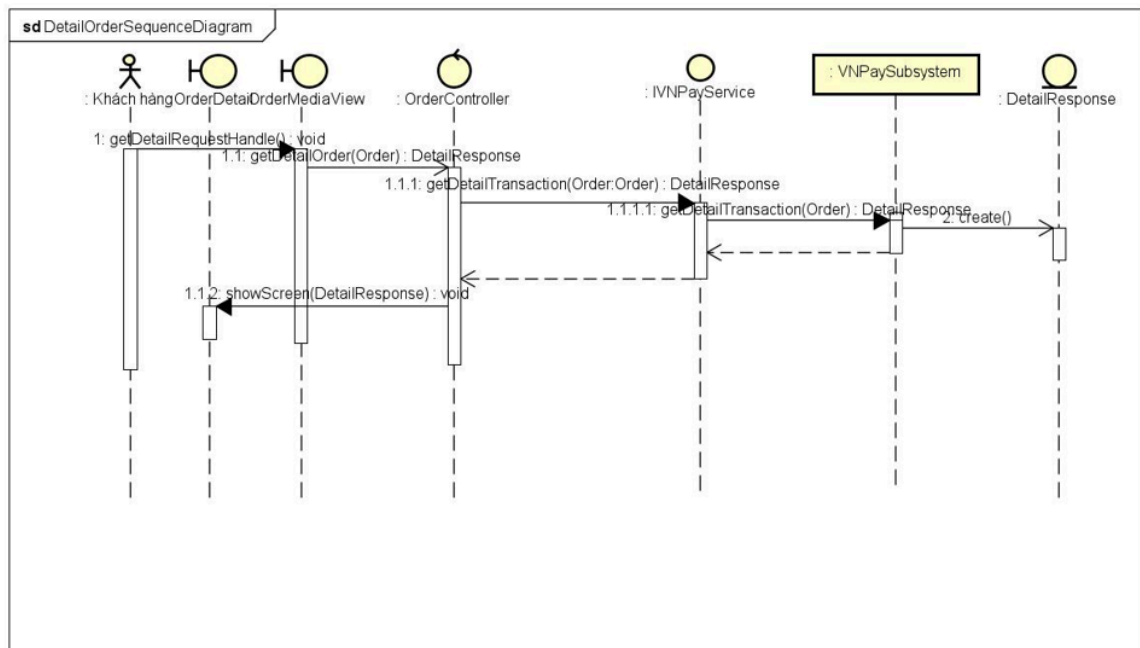 sd DetailOrderSequenceDiagram
: Khách hàng
OrderDetail
OrderMediaView
: OrderController
: IVNPayService
: VNPaySubsystem
: DetailResponse
1: getDetailRequestHandle() : void
1.1: getDetailOrder(Order) : DetailResponse
1.1.1: getDetailTransaction(Order:Order) : DetailResponse
1.1.1.1: getDetailTransaction(Order) : DetailResponse
2: create()
1.1.2: showScreen(DetailResponse) : void